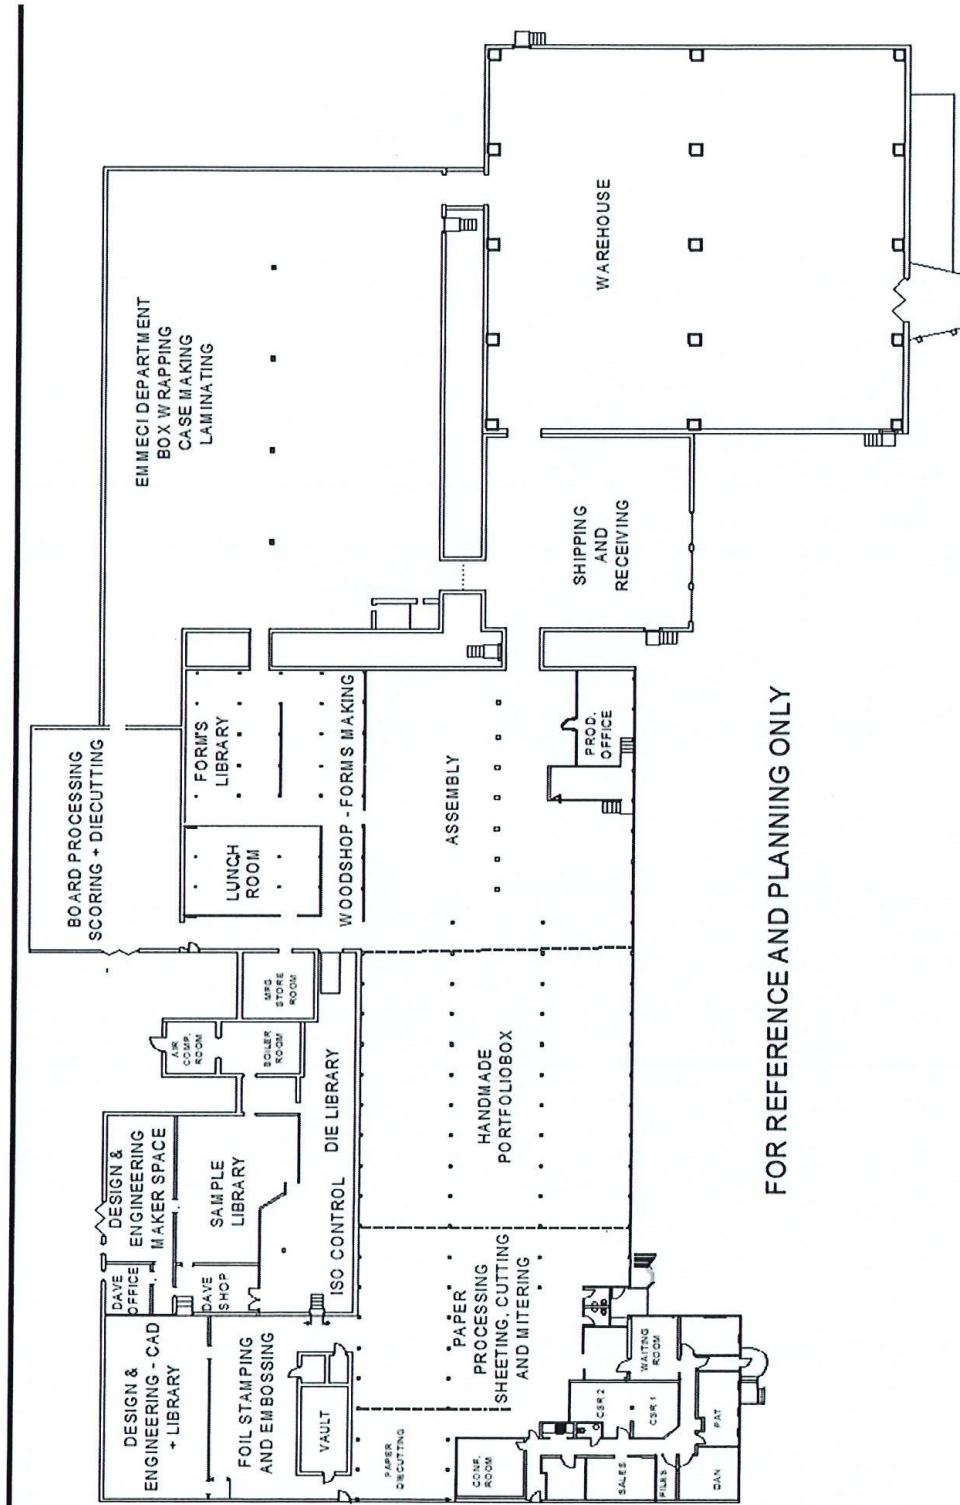 DESIGN &
ENGINEERING - CAD
+ LIBRARY
FOIL STAMPING
AND EMBOSSING
VAULT
PAPER
DIECUTTING
CONF.
ROOM
SALES
FILES
DAN
PAT
CSR 2
CSR 1
WAITING
ROOM
DAVE
OFFICE
DAVE
SHOP
DESIGN &
ENGINEERING
MAKER SPACE
SAMPLE
LIBRARY
ISO CONTROL
DIE LIBRARY
PAPER
PROCESSING
SHEETING, CUTTING
AND MITERING
AIR
COMP.
ROOM
BOILER
ROOM
MFG
STORE
ROOM
HANDMADE
PORTFOLIOBOX
BOARD PROCESSING
SCORING + DIECUTTING
LUNCH
ROOM
FORM'S
LIBRARY
WOODSHOP - FORMS MAKING
ASSEMBLY
PROD.
OFFICE
EMMECI DEPARTMENT
BOX WRAPPING
CASE MAKING
LAMINATING
SHIPPING
AND
RECEIVING
WAREHOUSE
FOR REFERENCE AND PLANNING ONLY